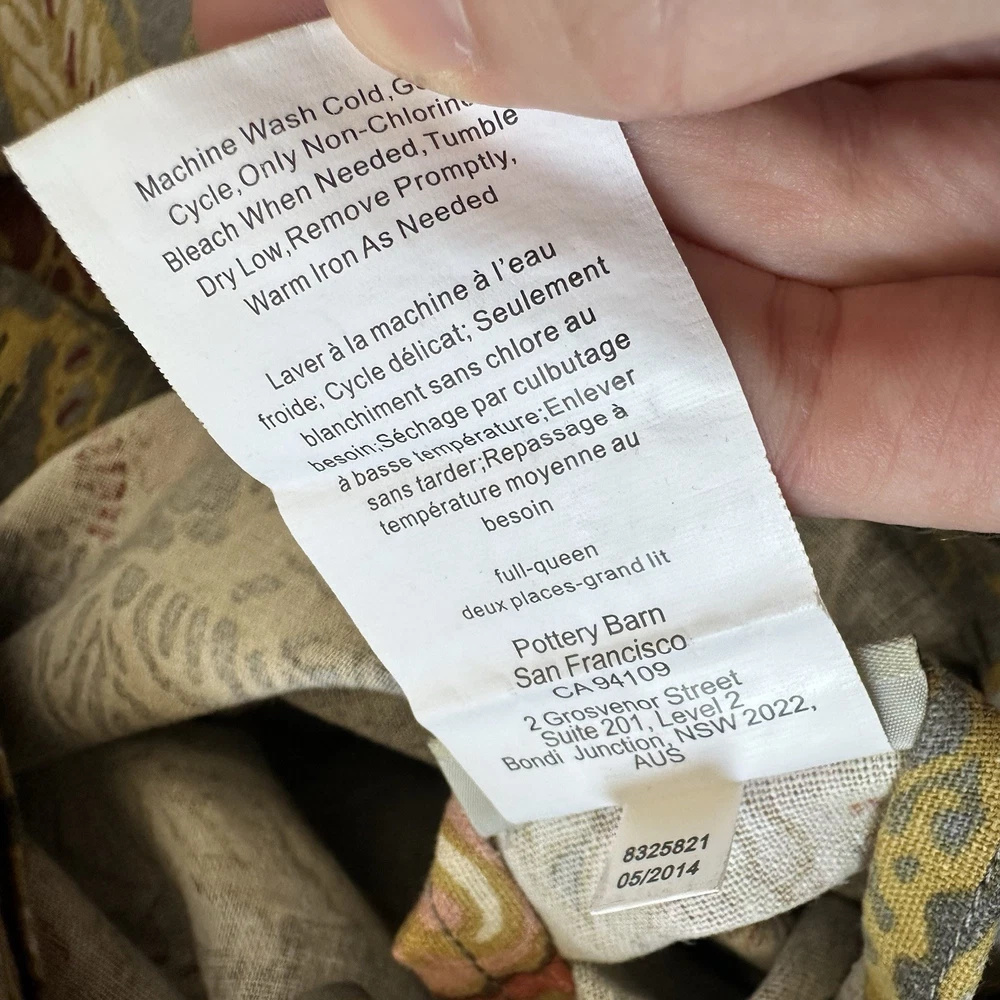 Machine Wash Cold,
Cycle,Only Non-Chlorine
Bleach When Needed,Tumble
Dry Low,Remove Promptly,
Warm Iron As Needed
Laver à la machine à l'eau
froide; Cycle délicat; Seulement
blanchiment sans chlore au
besoin;Séchage par culbutage
à basse température;Enlever
sans tarder;Repassage à
température moyenne au
besoin
full-queen
deux places-grand lit
Pottery Barn
San Francisco
CA 94109
2 Grosvenor Street
Suite 201, Level 2
Bondi Junction, NSW 2022,
AUS
8325821
05/2014